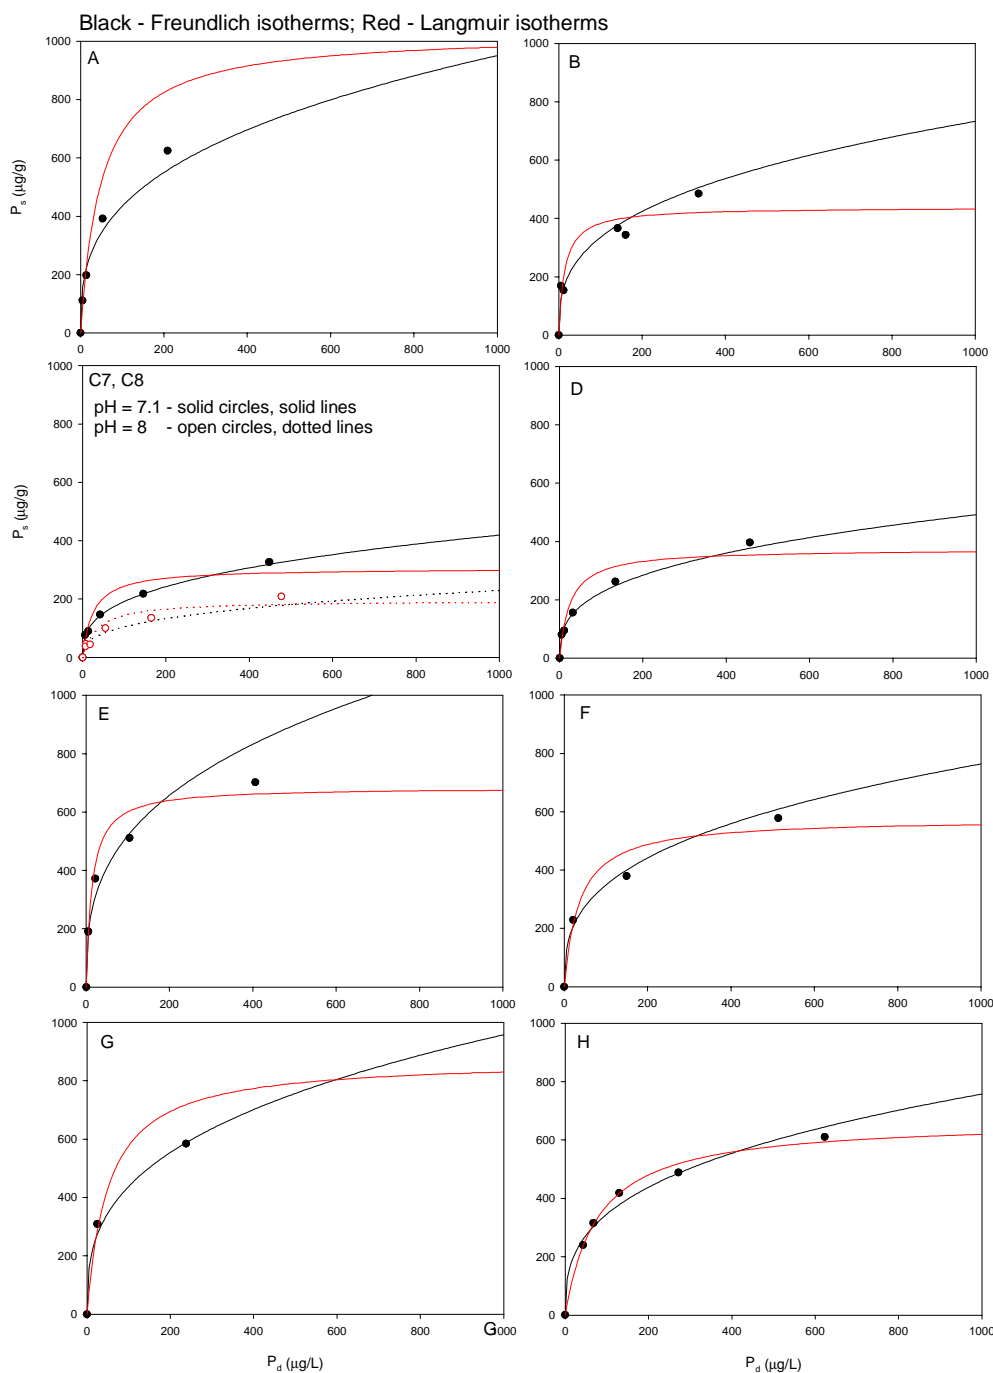 Black - Freundlich isotherms; Red - Langmuir isotherms
A
1000
800
600
400
200
0
0 200 400 600 800 1000
P_s (μg/g)
B
1000
800
600
400
200
0
0 200 400 600 800 1000
C7, C8
pH = 7.1 - solid circles, solid lines
pH = 8 - open circles, dotted lines
1000
800
600
400
200
0
0 200 400 600 800 1000
P_s (μg/g)
D
1000
800
600
400
200
0
0 200 400 600 800 1000
E
1000
800
600
400
200
0
0 200 400 600 800 1000
F
1000
800
600
400
200
0
0 200 400 600 800 1000
G
1000
800
600
400
200
0
0 200 400 600 800 1000
G
P_d (μg/L)
H
1000
800
600
400
200
0
0 200 400 600 800 1000
P_d (μg/L)